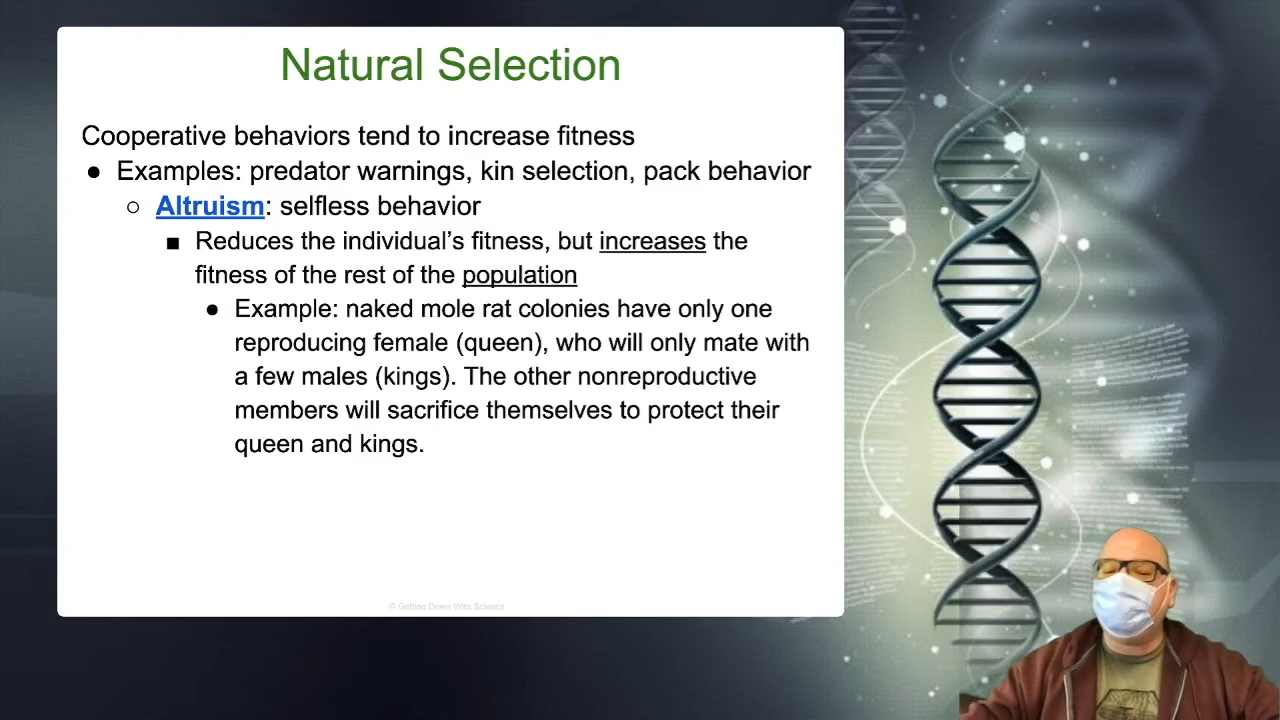 Natural Selection
Cooperative behaviors tend to increase fitness
● Examples: predator warnings, kin selection, pack behavior
○ Altruism: selfless behavior
■ Reduces the individual’s fitness, but increases the
fitness of the rest of the population
● Example: naked mole rat colonies have only one
reproducing female (queen), who will only mate with
a few males (kings). The other nonreproductive
members will sacrifice themselves to protect their
queen and kings.
© Getting Down With Science